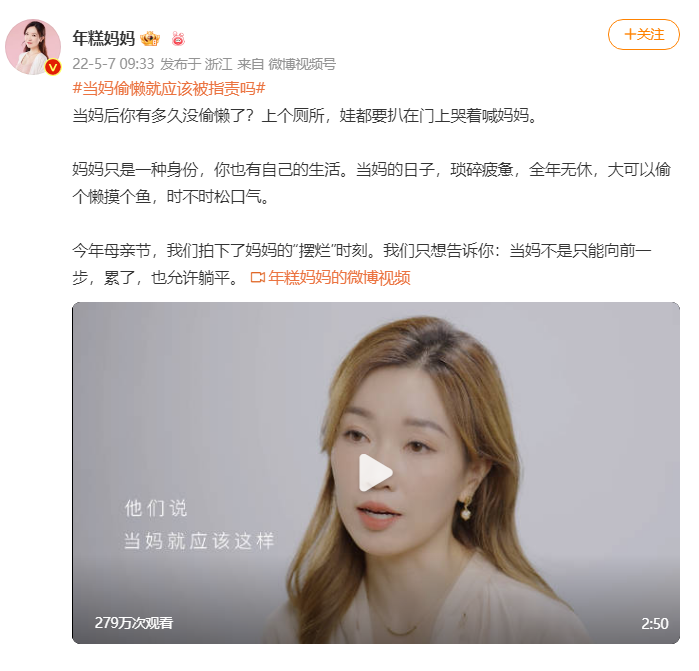 年糕妈妈
+关注
22-5-7 09:33 发布于 浙江 来自 微博视频号
#当妈偷懒就应该被指责吗#
当妈后你有多久没偷懒了？上个厕所，娃都要扒在门上哭着喊妈妈。
妈妈只是一种身份，你也有自己的生活。当妈的日子，琐碎疲惫，全年无休，大可以偷
个懒摸个鱼，时不时松口气。
今年母亲节，我们拍下了妈妈的“摆烂”时刻。我们只想告诉你：当妈不是只能向前一
步，累了，也允许躺平。 年糕妈妈的微博视频
他们说
当妈就应该这样
279万次观看
2:50